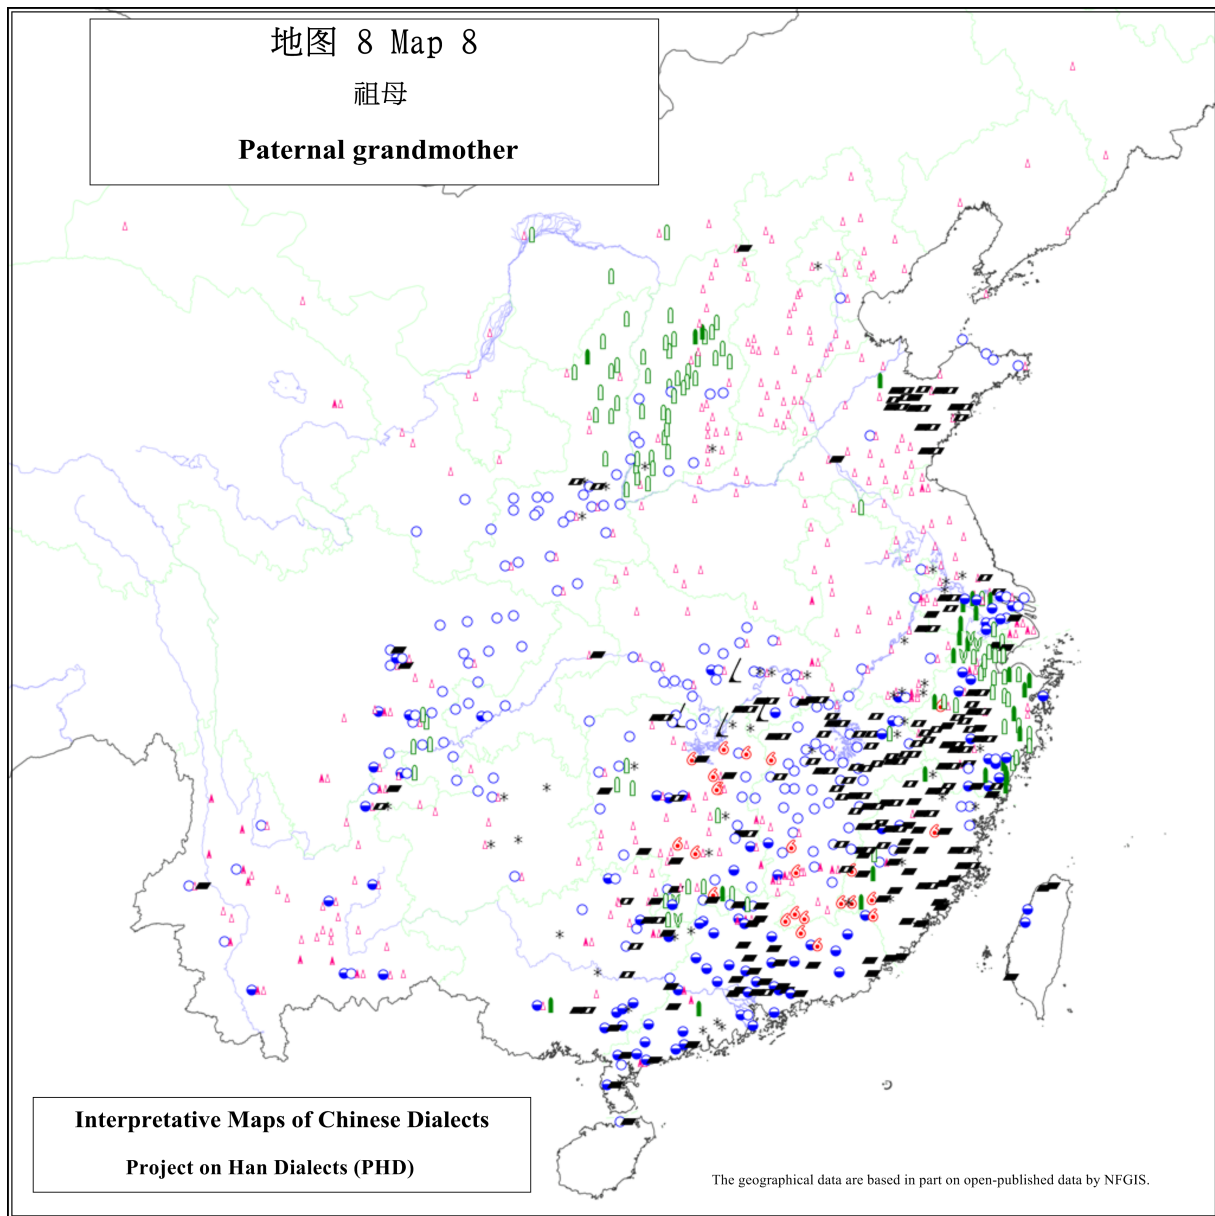 地图 8 Map 8
祖母
Paternal grandmother
Interpretative Maps of Chinese Dialects
Project on Han Dialects (PHD)
The geographical data are based in part on open-published data by NFGIS.